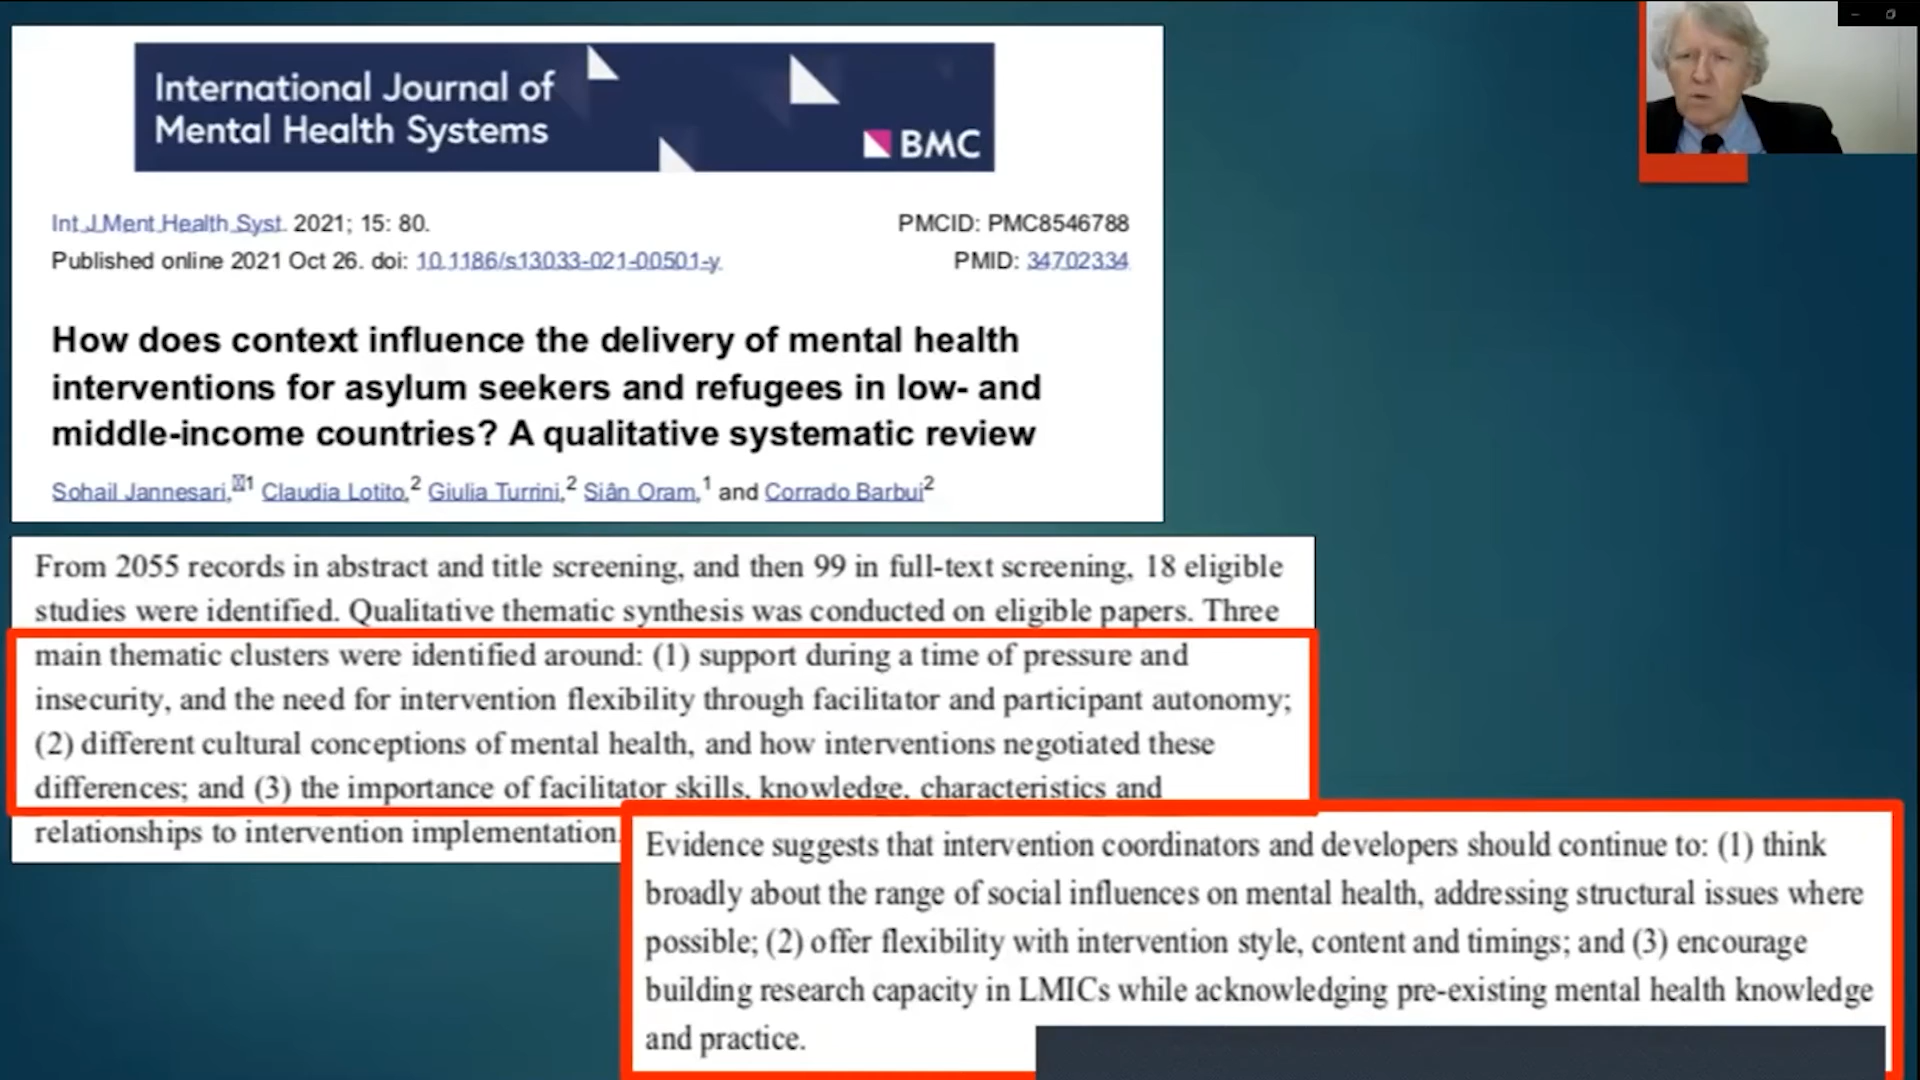 International Journal of
Mental Health Systems
BMC
Int J Ment Health Syst. 2021; 15: 80.
PMCID: PMC8546788
Published online 2021 Oct 26. doi: 10.1186/s13033-021-00501-y
PMID: 34702334
How does context influence the delivery of mental health
interventions for asylum seekers and refugees in low- and
middle-income countries? A qualitative systematic review
Sohail Jannesari,1 Claudia Lotito,2 Giulia Turrini,2 Siân Oram,1 and Corrado Barbui2
From 2055 records in abstract and title screening, and then 99 in full-text screening, 18 eligible
studies were identified. Qualitative thematic synthesis was conducted on eligible papers. Three
main thematic clusters were identified around: (1) support during a time of pressure and
insecurity, and the need for intervention flexibility through facilitator and participant autonomy;
(2) different cultural conceptions of mental health, and how interventions negotiated these
differences; and (3) the importance of facilitator skills, knowledge, characteristics and
relationships to intervention implementation.
Evidence suggests that intervention coordinators and developers should continue to: (1) think
broadly about the range of social influences on mental health, addressing structural issues where
possible; (2) offer flexibility with intervention style, content and timings; and (3) encourage
building research capacity in LMICs while acknowledging pre-existing mental health knowledge
and practice.